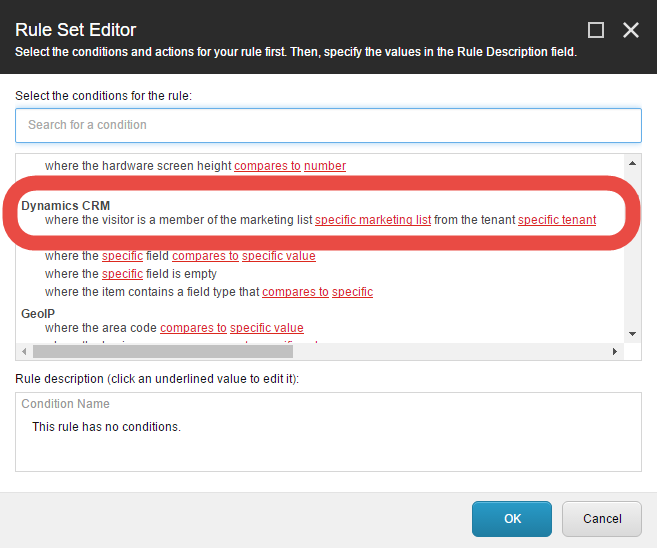 Rule Set Editor
Select the conditions and actions for your rule first. Then, specify the values in the Rule Description field.
Select the conditions for the rule:
Search for a condition
where the hardware screen height compares to number
Dynamics CRM
where the visitor is a member of the marketing list specific marketing list from the tenant specific tenant
where the specific field compares to specific value
where the specific field is empty
where the item contains a field type that compares to specific
GeoIP
where the area code compares to specific value
Rule description (click an underlined value to edit it):
Condition Name
This rule has no conditions.
OK
Cancel